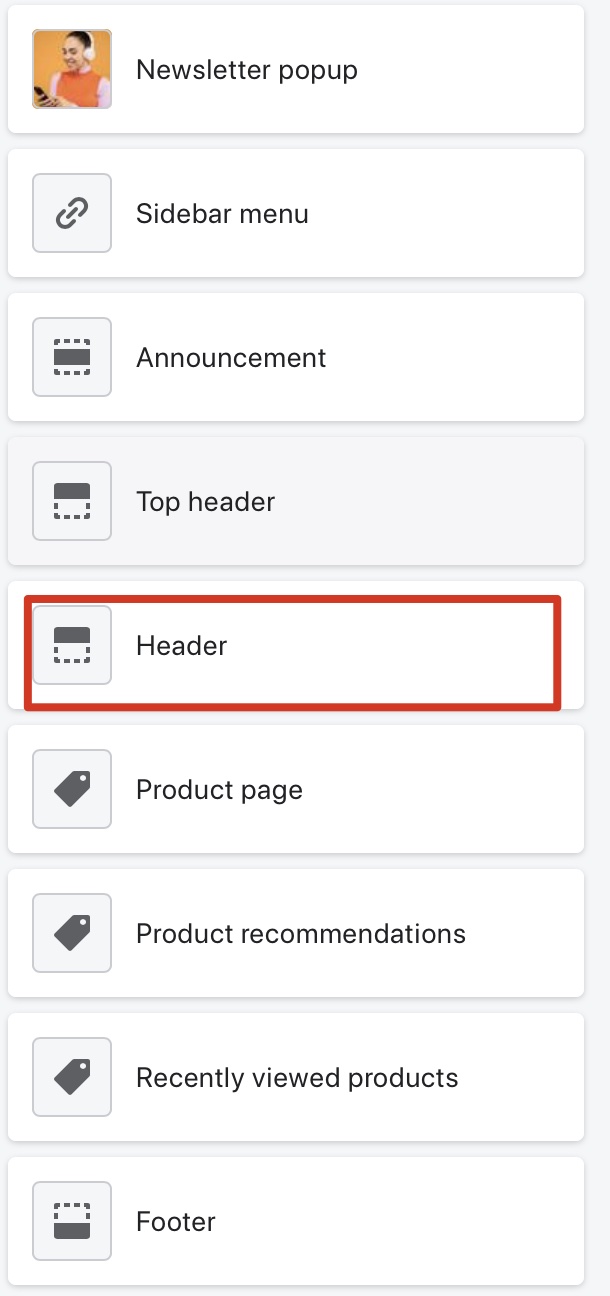 Newsletter popup
Sidebar menu
Announcement
Top header
Header
Product page
Product recommendations
Recently viewed products
Footer